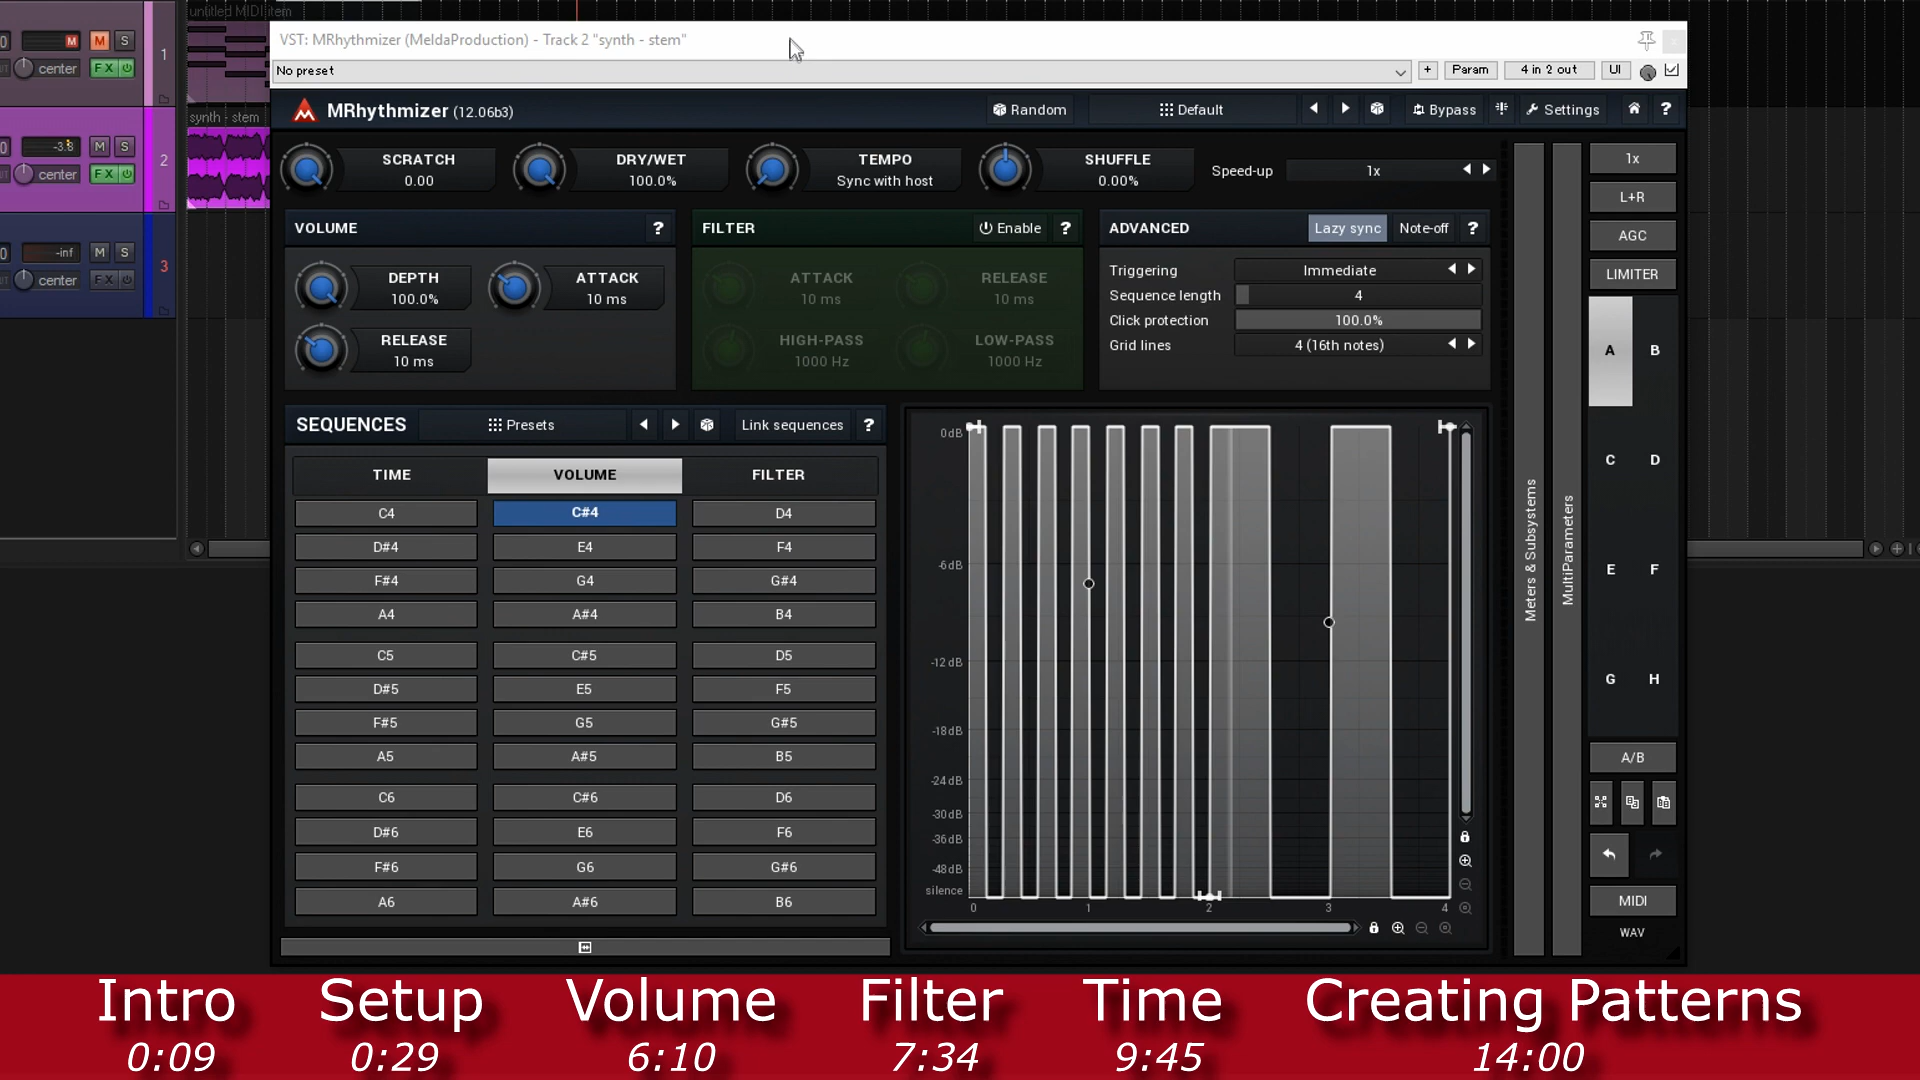 untitled MIDI item
VST: MRhythmizer (MeldaProduction) - Track 2 "synth - stem"
No preset
+
Param
4 in 2 out
UI
M
M
S
1
center
FX
synth - stem
-3.8
M
S
2
center
FX
-inf
M
S
3
center
FX
MRhythmizer (12.06b3)
Random
Default
Bypass
Settings
?
SCRATCH
0.00
DRY/WET
100.0%
TEMPO
Sync with host
SHUFFLE
0.00%
Speed-up
1x
VOLUME
?
DEPTH
100.0%
ATTACK
10 ms
RELEASE
10 ms
FILTER
Enable
?
ATTACK
10 ms
RELEASE
10 ms
HIGH-PASS
1000 Hz
LOW-PASS
1000 Hz
ADVANCED
Lazy sync
Note-off
?
Triggering
Immediate
Sequence length
4
Click protection
100.0%
Grid lines
4 (16th notes)
SEQUENCES
Presets
Link sequences
?
TIME
VOLUME
FILTER
C4
C#4
D4
D#4
E4
F4
F#4
G4
G#4
A4
A#4
B4
C5
C#5
D5
D#5
E5
F5
F#5
G5
G#5
A5
A#5
B5
C6
C#6
D6
D#6
E6
F6
F#6
G6
G#6
A6
A#6
B6
0dB
-6dB
-12dB
-18dB
-24dB
-30dB
-36dB
-48dB
silence
0
1
2
3
4
Meters & Subsystems
MultiParameters
1x
L+R
AGC
LIMITER
A
B
C
D
E
F
G
H
A/B
MIDI
WAV
Intro
Setup
Volume
Filter
Time
Creating Patterns
0:09
0:29
6:10
7:34
9:45
14:00